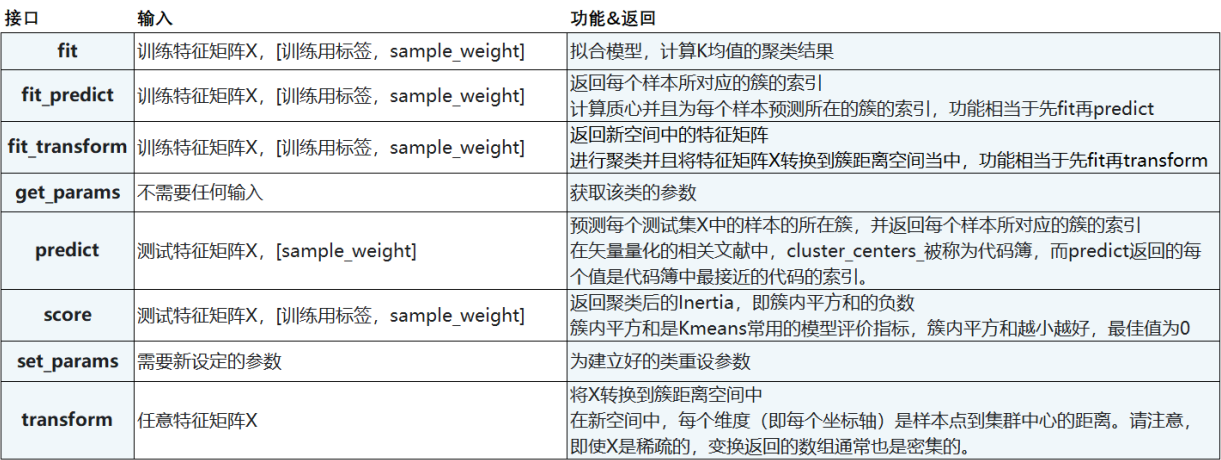 接口 输入 功能&返回
fit 训练特征矩阵X，[训练用标签，sample_weight] 拟合模型，计算K均值的聚类结果
fit_predict 训练特征矩阵X，[训练用标签，sample_weight] 返回每个样本所对应的簇的索引
计算质心并且为每个样本预测所在的簇的索引，功能相当于先fit再predict
fit_transform 训练特征矩阵X，[训练用标签，sample_weight] 返回新空间中的特征矩阵
进行聚类并且将特征矩阵X转换到簇距离空间当中，功能相当于先fit再transform
get_params 不需要任何输入 获取该类的参数
predict 测试特征矩阵X，[sample_weight] 预测每个测试集X中的样本的所在簇，并返回每个样本所对应的簇的索引
在矢量量化的相关文献中，cluster_centers_被称为代码簿，而predict返回的每
个值是代码簿中最接近的代码的索引。
score 测试特征矩阵X，[训练用标签，sample_weight] 返回聚类后的Inertia，即簇内平方和的负数
簇内平方和是Kmeans常用的模型评价指标，簇内平方和越小越好，最佳值为0
set_params 需要新设定的参数 为建立好的类重设参数
transform 任意特征矩阵X 将X转换到簇距离空间中
在新空间中，每个维度（即每个坐标轴）是样本点到集群中心的距离。请注意，
即使X是稀疏的，变换返回的数组通常也是密集的。